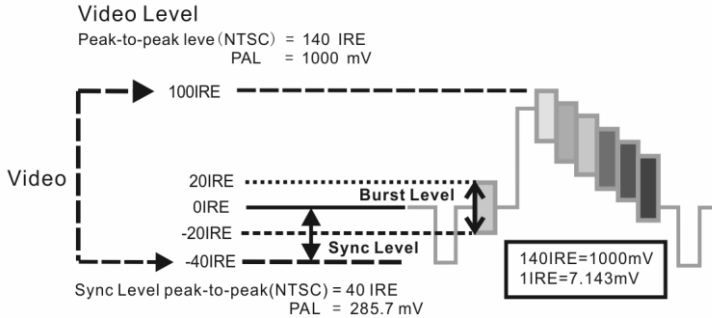 Video Level
Peak-to-peak leve(NTSC) = 140 IRE
PAL = 1000 mV
100IRE
Video
20IRE
Burst Level
0IRE
-20IRE
Sync Level
-40IRE
140IRE=1000mV
1IRE=7.143mV
Sync Level peak-to-peak(NTSC)=40 IRE
PAL = 285.7 mV